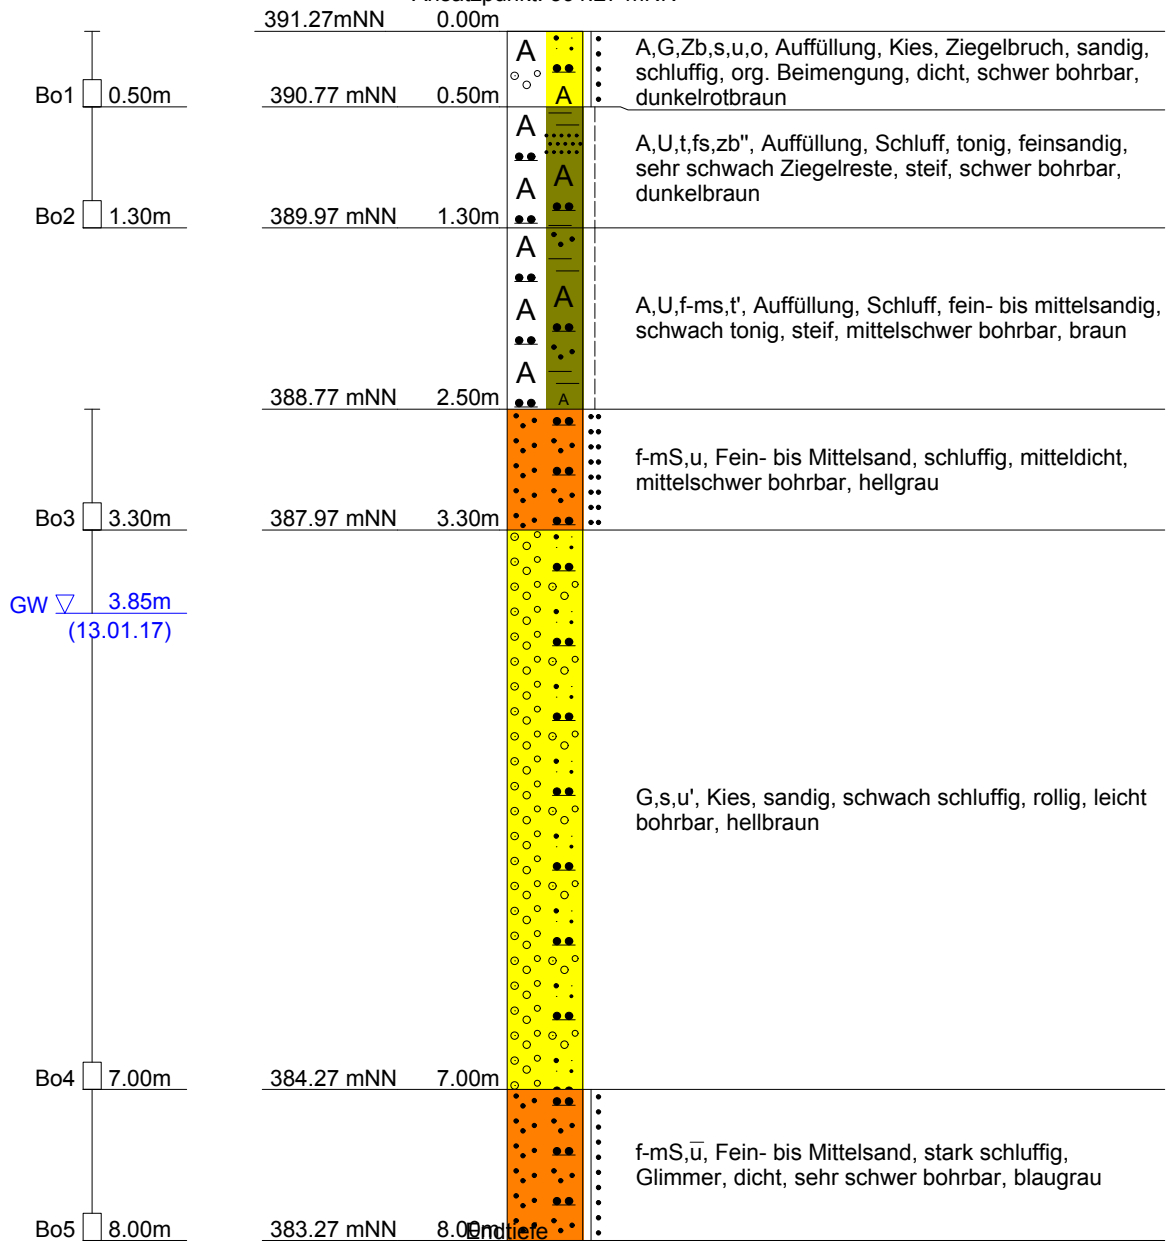 391.27mNN 0.00m
A
A
A,G,Zb,s,u,o, Auffüllung, Kies, Ziegelbruch, sandig,
schluffig, org. Beimengung, dicht, schwer bohrbar,
dunkelrotbraun
Bo1 0.50m 390.77 mNN 0.50m
A
A
A
A,U,t,fs,zb'', Auffüllung, Schluff, tonig, feinsandig,
sehr schwach Ziegelreste, steif, schwer bohrbar,
dunkelbraun
Bo2 1.30m 389.97 mNN 1.30m
A
A
A
A
A
A,U,f-ms,t', Auffüllung, Schluff, fein- bis mittelsandig,
schwach tonig, steif, mittelschwer bohrbar, braun
388.77 mNN 2.50m
f-mS,u, Fein- bis Mittelsand, schluffig, mitteldicht,
mittelschwer bohrbar, hellgrau
Bo3 3.30m 387.97 mNN 3.30m
GW 3.85m
(13.01.17)
G,s,u', Kies, sandig, schwach schluffig, rollig, leicht
bohrbar, hellbraun
Bo4 7.00m 384.27 mNN 7.00m
f-mS,u̅, Fein- bis Mittelsand, stark schluffig,
Glimmer, dicht, sehr schwer bohrbar, blaugrau
Bo5 8.00m 383.27 mNN 8.00m
Endtiefe